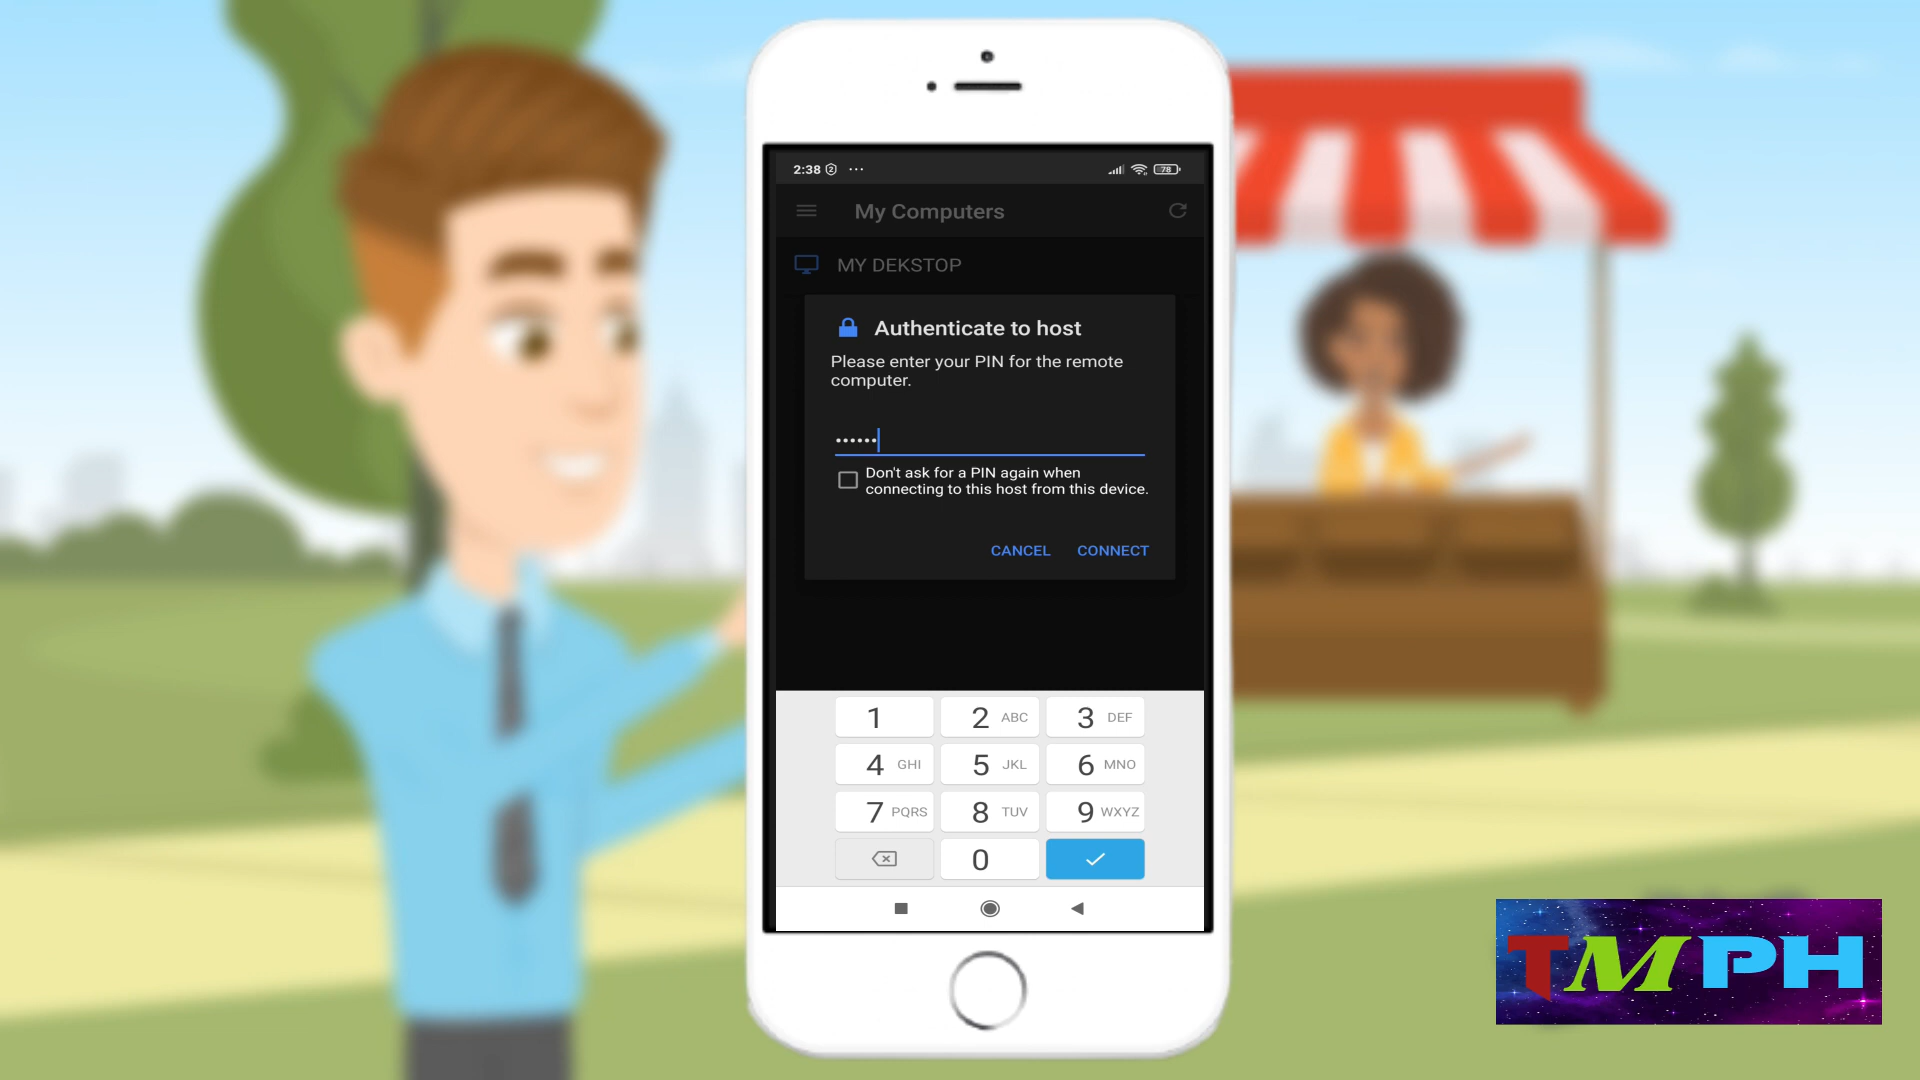 2:38
78
My Computers
MY DEKSTOP
Authenticate to host
Please enter your PIN for the remote
computer.
Don't ask for a PIN again when
connecting to this host from this device.
CANCEL CONNECT
1 2 ABC 3 DEF
4 GHI 5 JKL 6 MNO
7 PQRS 8 TUV 9 WXYZ
0
TMPH